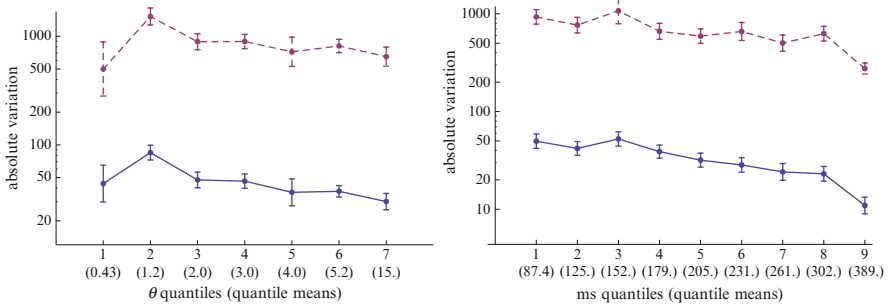 absolute variation
1000
500
200
100
50
20
1 2 3 4 5 6 7
(0.43) (1.2) (2.0) (3.0) (4.0) (5.2) (15.)
θ quantiles (quantile means)
absolute variation
1000
500
200
100
50
20
10
1 2 3 4 5 6 7 8 9
(87.4) (125.) (152.) (179.) (205.) (231.) (261.) (302.) (389.)
ms quantiles (quantile means)